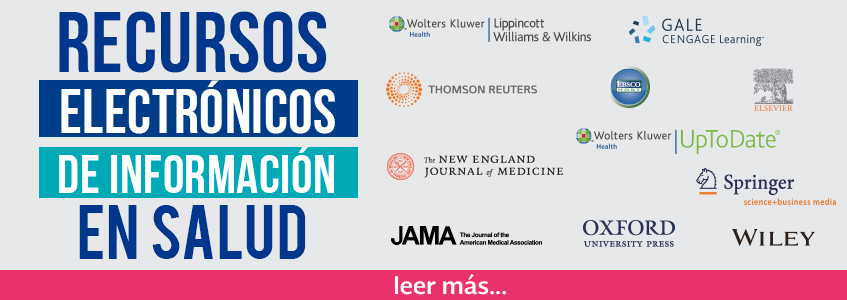 RECURSOS
ELECTRÓNICOS
DE INFORMACIÓN
EN SALUD
Wolters Kluwer
Health
Lippincott
Williams & Wilkins
GALE
CENGAGE Learning
THOMSON REUTERS
EBSCO
HOST
ELSEVIER
Wolters Kluwer
Health
UpToDate®
The NEW ENGLAND
JOURNAL of MEDICINE
Springer
science+business media
JAMA
The Journal of the
American Medical Association
OXFORD
UNIVERSITY PRESS
WILEY
leer más...